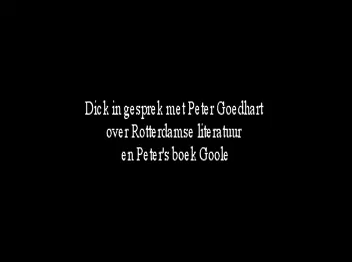 Dick in gesprek met Peter Goedhart
over Rotterdamse literatuur
en Peter's boek Goole